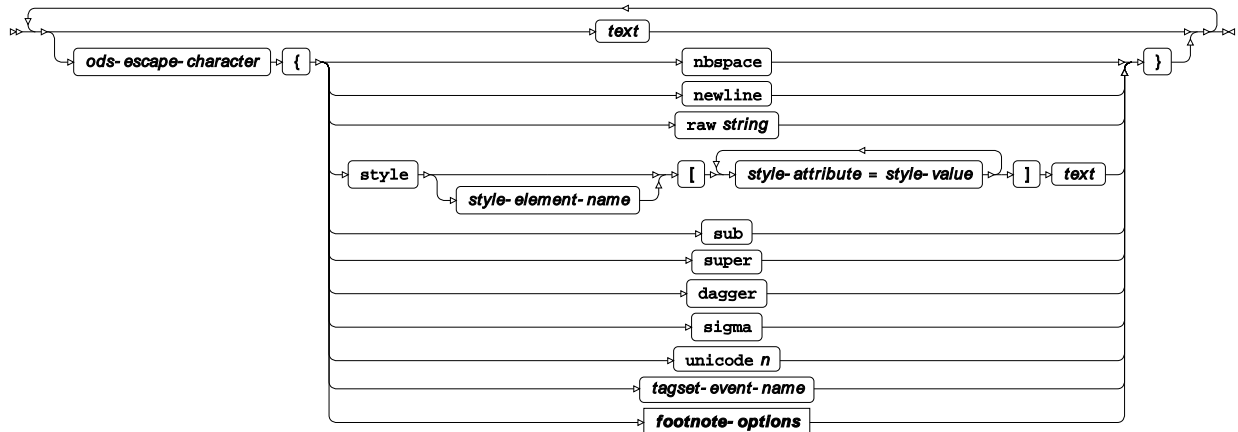 text
ods-escape-character { nbspace }
newline
raw string
style [ style-attribute = style-value ] text
style-element-name
sub
super
dagger
sigma
unicode n
tagset-event-name
footnote-options